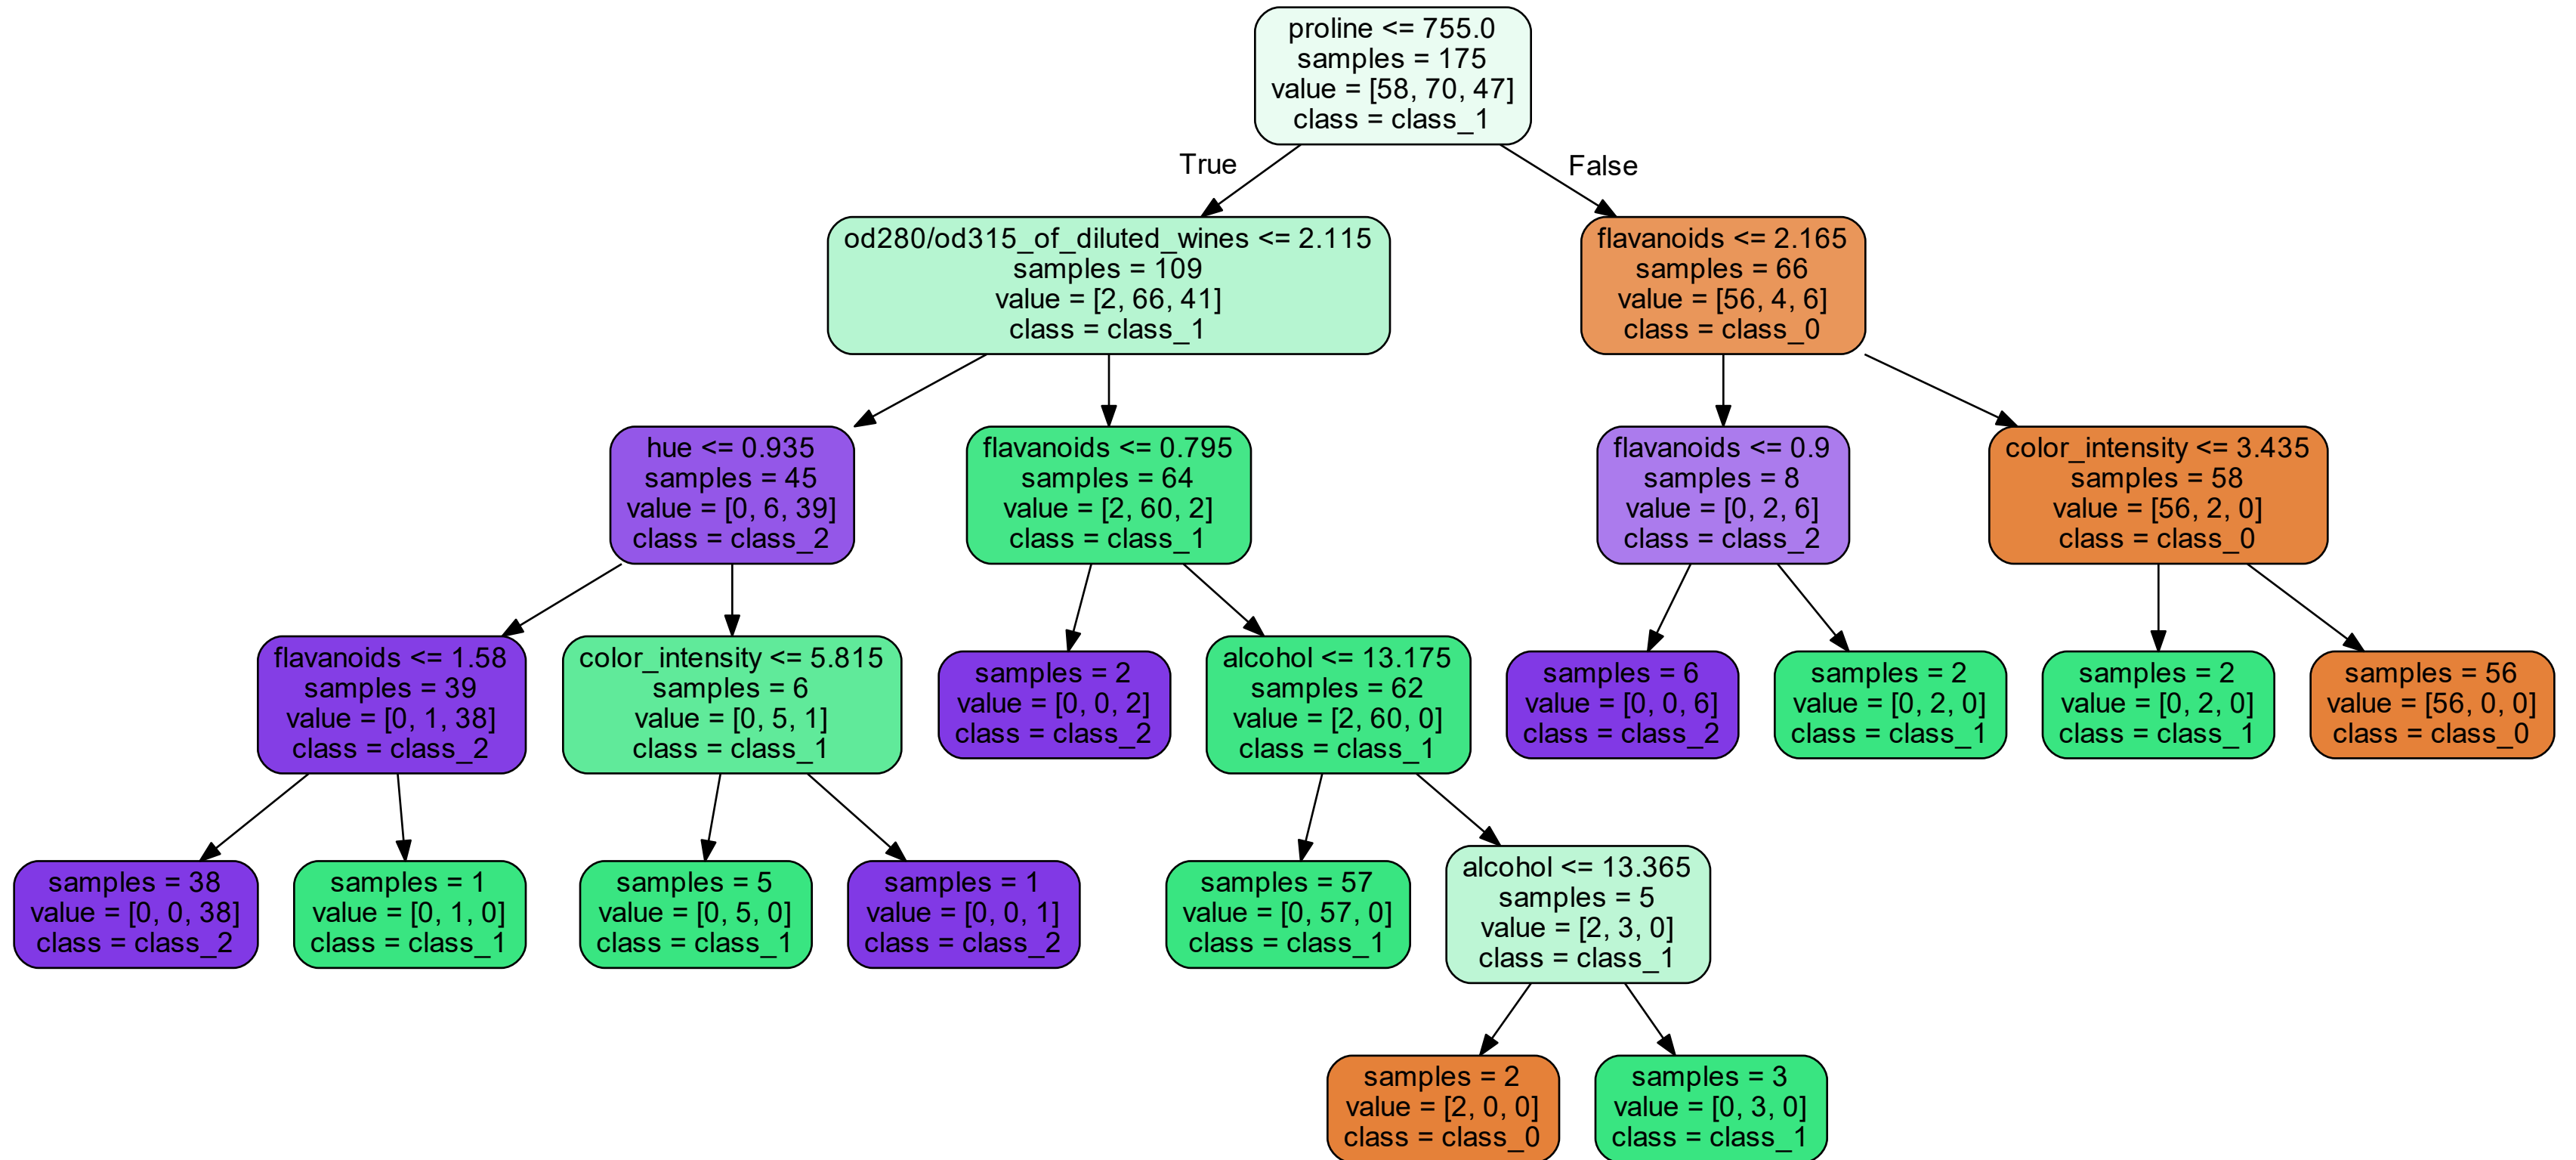 proline <= 755.0
samples = 175
value = [58, 70, 47]
class = class_1
True
False
od280/od315_of_diluted_wines <= 2.115
samples = 109
value = [2, 66, 41]
class = class_1
flavanoids <= 2.165
samples = 66
value = [56, 4, 6]
class = class_0
hue <= 0.935
samples = 45
value = [0, 6, 39]
class = class_2
flavanoids <= 0.795
samples = 64
value = [2, 60, 2]
class = class_1
flavanoids <= 0.9
samples = 8
value = [0, 2, 6]
class = class_2
color_intensity <= 3.435
samples = 58
value = [56, 2, 0]
class = class_0
flavanoids <= 1.58
samples = 39
value = [0, 1, 38]
class = class_2
color_intensity <= 5.815
samples = 6
value = [0, 5, 1]
class = class_1
samples = 2
value = [0, 0, 2]
class = class_2
alcohol <= 13.175
samples = 62
value = [2, 60, 0]
class = class_1
samples = 6
value = [0, 0, 6]
class = class_2
samples = 2
value = [0, 2, 0]
class = class_1
samples = 2
value = [0, 2, 0]
class = class_1
samples = 56
value = [56, 0, 0]
class = class_0
samples = 38
value = [0, 0, 38]
class = class_2
samples = 1
value = [0, 1, 0]
class = class_1
samples = 5
value = [0, 5, 0]
class = class_1
samples = 1
value = [0, 0, 1]
class = class_2
samples = 57
value = [0, 57, 0]
class = class_1
alcohol <= 13.365
samples = 5
value = [2, 3, 0]
class = class_1
samples = 2
value = [2, 0, 0]
class = class_0
samples = 3
value = [0, 3, 0]
class = class_1